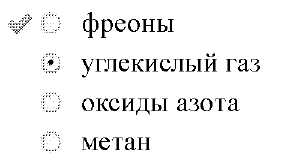 фреоны
углекислый газ
оксиды азота
метан